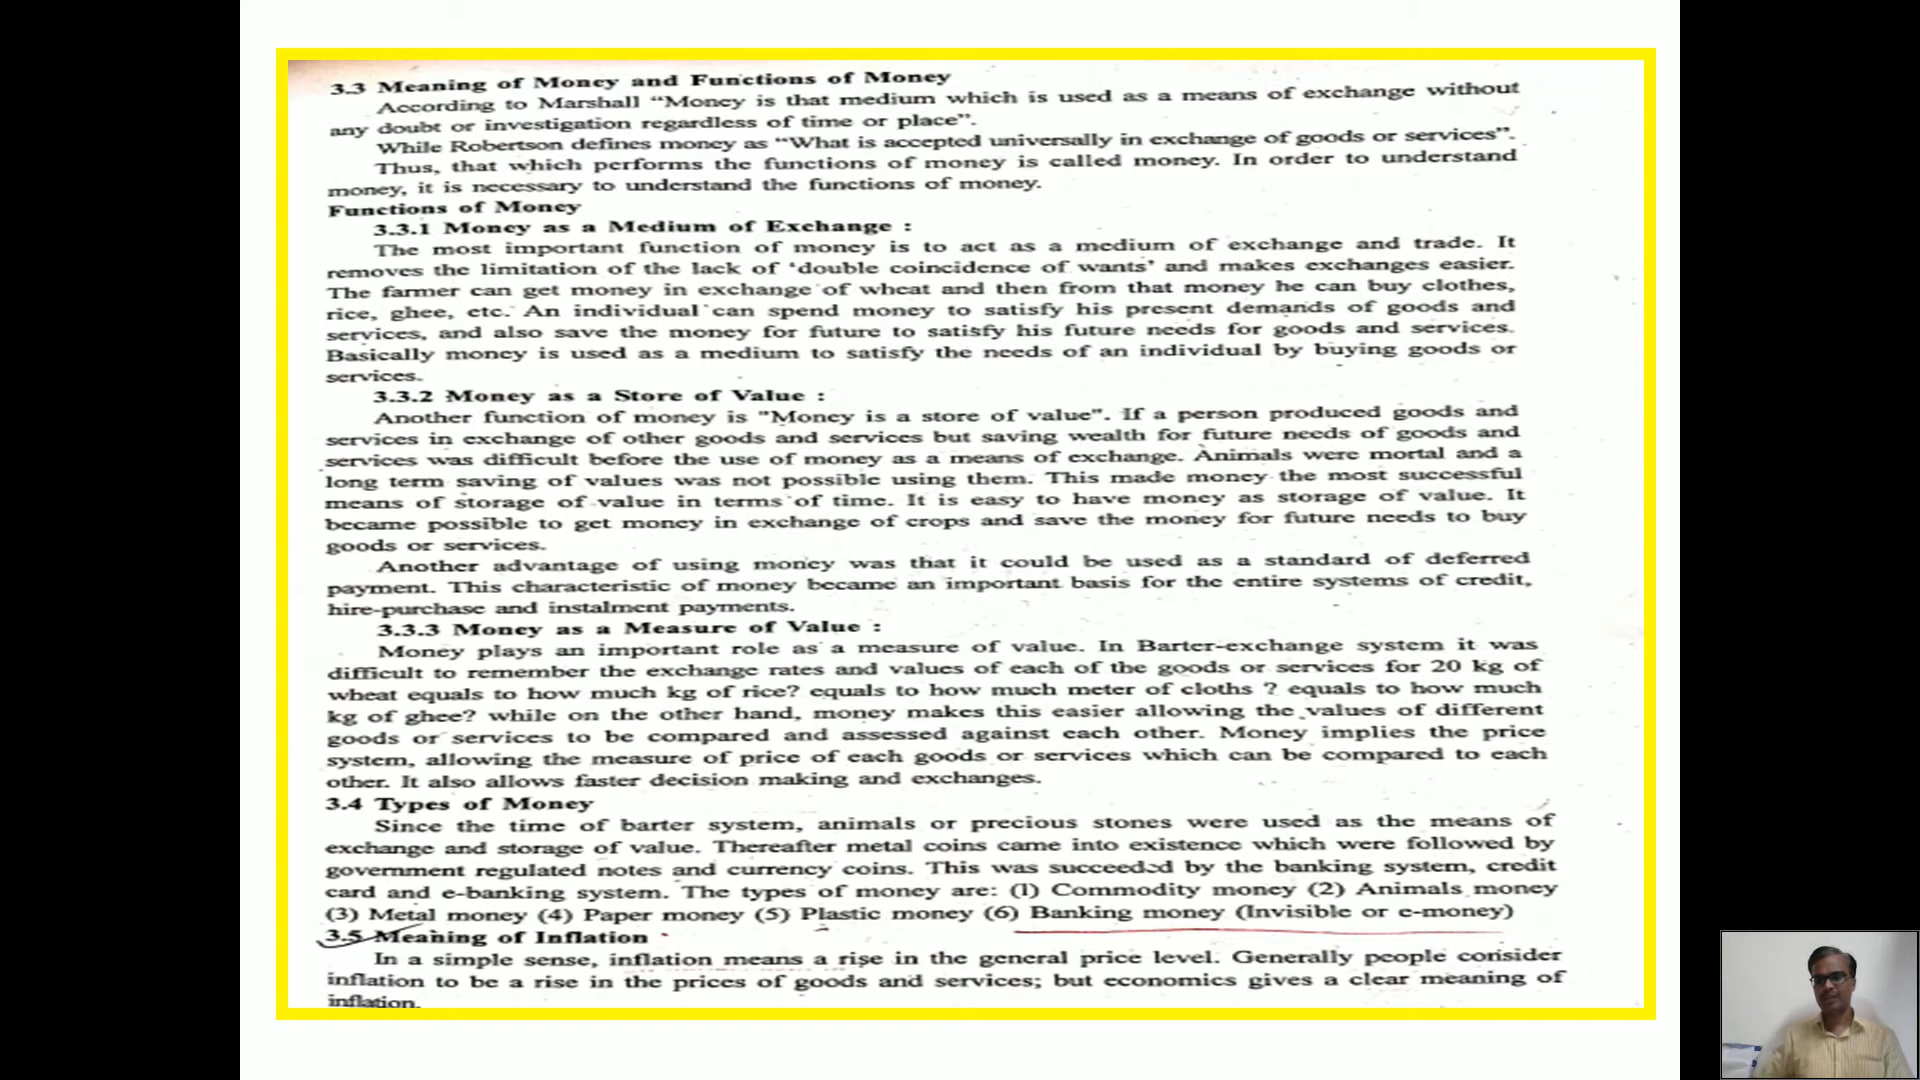 3.3 Meaning of Money and Functions of Money
According to Marshall “Money is that medium which is used as a means of exchange without
any doubt or investigation regardless of time or place”.
While Robertson defines money as “What is accepted universally in exchange of goods or services”.
Thus, that which performs the functions of money is called money. In order to understand
money, it is necessary to understand the functions of money.
Functions of Money
3.3.1 Money as a Medium of Exchange :
The most important function of money is to act as a medium of exchange and trade. It
removes the limitation of the lack of ‘double coincidence of wants’ and makes exchanges easier.
The farmer can get money in exchange of wheat and then from that money he can buy clothes,
rice, ghee, etc. An individual can spend money to satisfy his present demands of goods and
services, and also save the money for future to satisfy his future needs for goods and services.
Basically money is used as a medium to satisfy the needs of an individual by buying goods or
services.
3.3.2 Money as a Store of Value :
Another function of money is "Money is a store of value". If a person produced goods and
services in exchange of other goods and services but saving wealth for future needs of goods and
services was difficult before the use of money as a means of exchange. Animals were mortal and a
long term saving of values was not possible using them. This made money the most successful
means of storage of value in terms of time. It is easy to have money as storage of value. It
became possible to get money in exchange of crops and save the money for future needs to buy
goods or services.
Another advantage of using money was that it could be used as a standard of deferred
payment. This characteristic of money became an important basis for the entire systems of credit,
hire-purchase and instalment payments.
3.3.3 Money as a Measure of Value :
Money plays an important role as a measure of value. In Barter-exchange system it was
difficult to remember the exchange rates and values of each of the goods or services for 20 kg of
wheat equals to how much kg of rice? equals to how much meter of cloths ? equals to how much
kg of ghee? while on the other hand, money makes this easier allowing the values of different
goods or services to be compared and assessed against each other. Money implies the price
system, allowing the measure of price of each goods or services which can be compared to each
other. It also allows faster decision making and exchanges.
3.4 Types of Money
Since the time of barter system, animals or precious stones were used as the means of
exchange and storage of value. Thereafter metal coins came into existence which were followed by
government regulated notes and currency coins. This was succeeded by the banking system, credit
card and e-banking system. The types of money are: (1) Commodity money (2) Animals money
(3) Metal money (4) Paper money (5) Plastic money (6) Banking money (Invisible or e-money)
3.5 Meaning of Inflation
In a simple sense, inflation means a rise in the general price level. Generally people consider
inflation to be a rise in the prices of goods and services; but economics gives a clear meaning of
inflation.